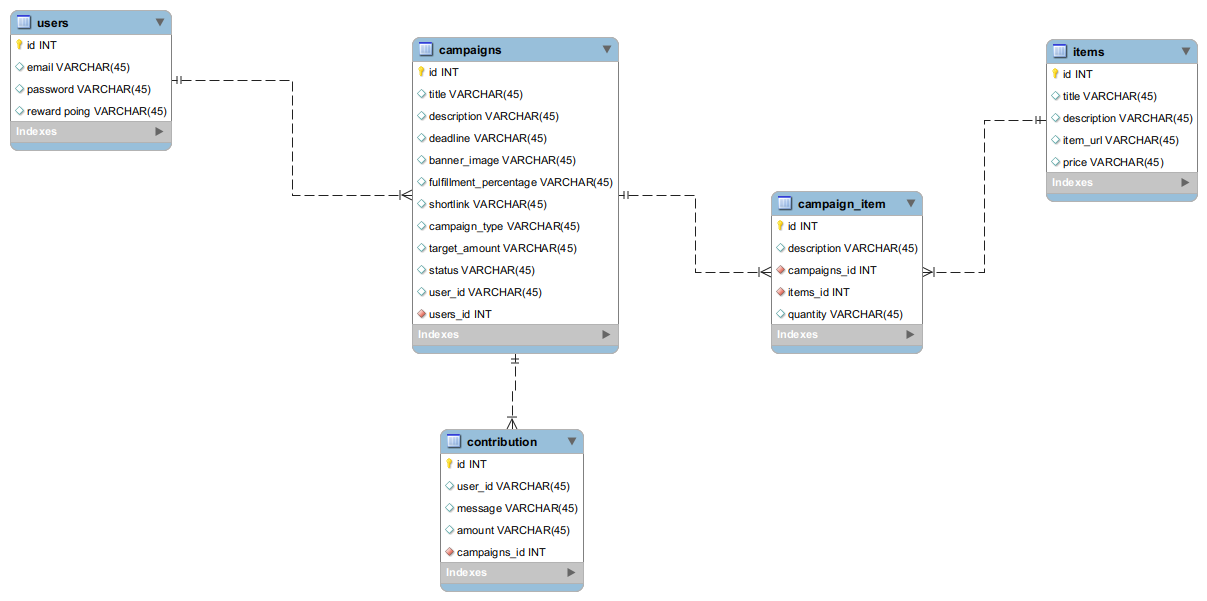 users
id INT
email VARCHAR(45)
password VARCHAR(45)
reward poing VARCHAR(45)
Indexes
campaigns
id INT
title VARCHAR(45)
description VARCHAR(45)
deadline VARCHAR(45)
banner_image VARCHAR(45)
fulfillment_percentage VARCHAR(45)
shortlink VARCHAR(45)
campaign_type VARCHAR(45)
target_amount VARCHAR(45)
status VARCHAR(45)
user_id VARCHAR(45)
users_id INT
Indexes
contribution
id INT
user_id VARCHAR(45)
message VARCHAR(45)
amount VARCHAR(45)
campaigns_id INT
Indexes
campaign_item
id INT
description VARCHAR(45)
campaigns_id INT
items_id INT
quantity VARCHAR(45)
Indexes
items
id INT
title VARCHAR(45)
description VARCHAR(45)
item_url VARCHAR(45)
price VARCHAR(45)
Indexes